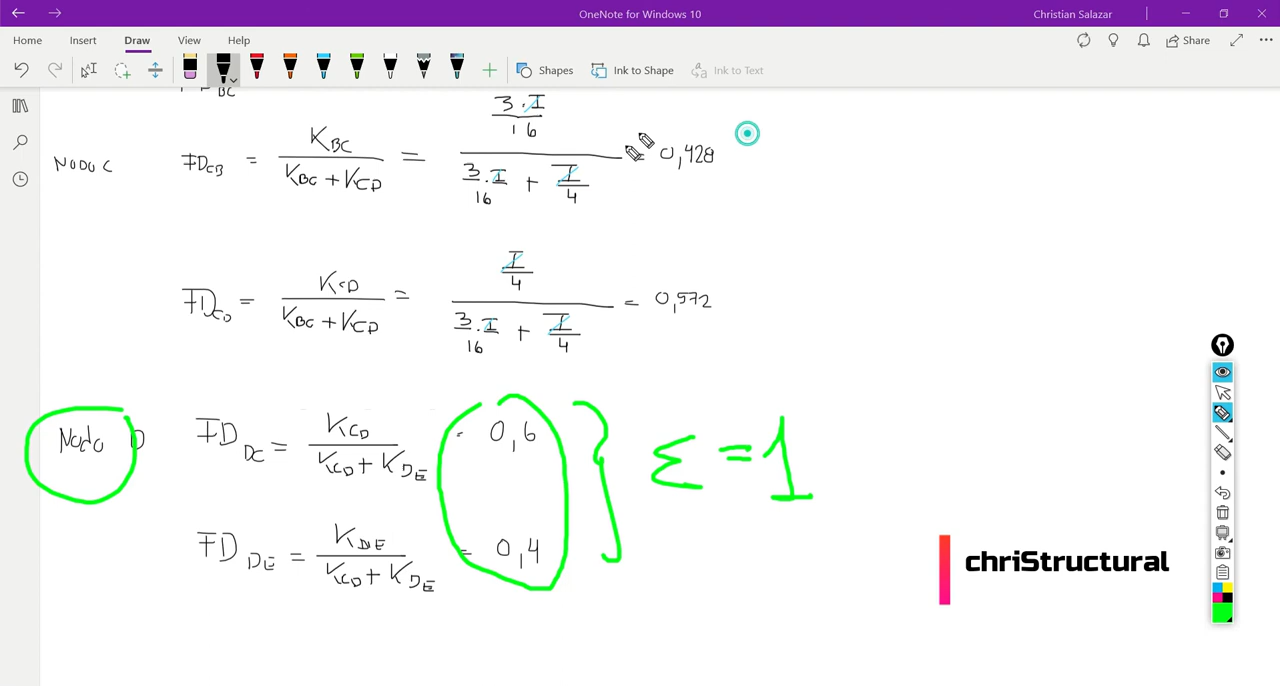 OneNote for Windows 10
Christian Salazar
Home Insert Draw View Help
Share
Shapes Ink to Shape Ink to Text
BC
NODO C FD_CB = K_BC / (K_BC + K_CD) = (3·I/16) / (3·I/16 + I/4) = 0,428
FD_CD = K_CD / (K_BC + K_CD) = (I/4) / (3·I/16 + I/4) = 0,572
Nodo D FD_DC = K_CD / (K_CD + K_DE) = 0,6
Σ = 1
FD_DE = K_DE / (K_CD + K_DE) = 0,4
chriStructural